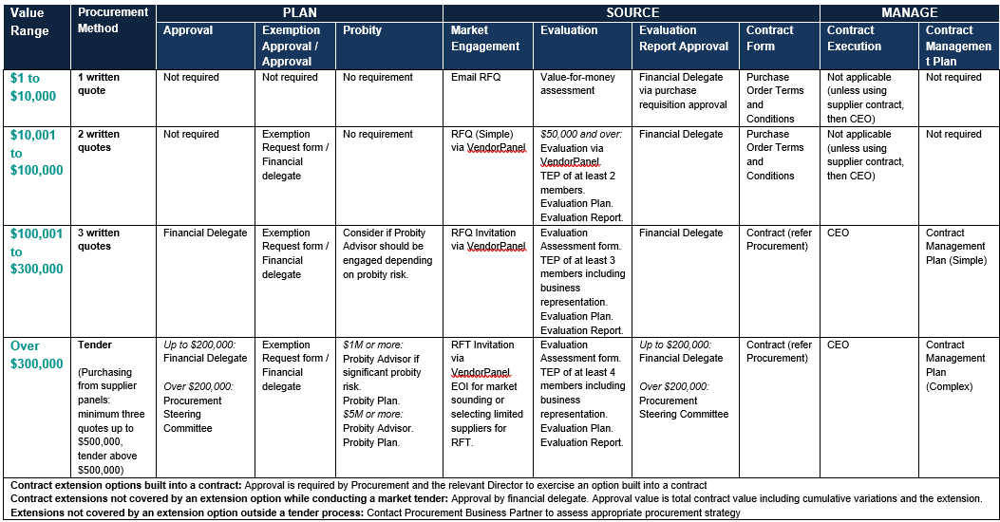 Value
Range
Procurement
Method
PLAN
SOURCE
MANAGE
Approval
Exemption
Approval /
Approval
Probity
Market
Engagement
Evaluation
Evaluation
Report Approval
Contract
Form
Contract
Execution
Contract
Managemen
t Plan
$1 to
$10,000
1 written
quote
Not required
Not required
No requirement
Email RFQ
Value-for-money
assessment
Financial Delegate
via purchase
requisition approval
Purchase
Order Terms
and
Conditions
Not applicable
(unless using
supplier contract,
then CEO)
Not required
$10,001
to
$100,000
2 written
quotes
Not required
Exemption
Request form /
Financial
delegate
No requirement
RFQ (Simple)
via VendorPanel
$50,000 and over:
Evaluation via
VendorPanel
TEP of at least 2
members.
Evaluation Plan.
Evaluation Report.
Financial Delegate
Purchase
Order Terms
and
Conditions
Not applicable
(unless using
supplier contract,
then CEO)
Not required
$100,001
to
$300,000
3 written
quotes
Financial Delegate
Exemption
Request form /
Financial
delegate
Consider if Probity
Advisor should be
engaged depending
on probity risk.
RFQ Invitation
via VendorPanel
Evaluation
Assessment form.
TEP of at least 3
members including
business
representation.
Evaluation Plan.
Evaluation Report.
Financial Delegate
Contract (refer
Procurement)
CEO
Contract
Management
Plan (Simple)
Over
$300,000
Tender
(Purchasing
from supplier
panels:
minimum three
quotes up to
$500,000,
tender above
$500,000)
Up to $200,000:
Financial Delegate
Over $200,000:
Procurement
Steering
Committee
Exemption
Request form /
Financial
delegate
$1M or more:
Probity Advisor if
significant probity
risk.
Probity Plan.
$5M or more:
Probity Advisor.
Probity Plan.
RFT Invitation
via
VendorPanel
EOI for market
sounding or
selecting limited
suppliers for
RFT.
Evaluation
Assessment form.
TEP of at least 4
members including
business
representation.
Evaluation Plan.
Evaluation Report.
Up to $200,000:
Financial Delegate
Over $200,000:
Procurement
Steering Committee
Contract (refer
Procurement)
CEO
Contract
Management
Plan
(Complex)
Contract extension options built into a contract: Approval is required by Procurement and the relevant Director to exercise an option built into a contract
Contract extensions not covered by an extension option while conducting a market tender: Approval by financial delegate. Approval value is total contract value including cumulative variations and the extension.
Extensions not covered by an extension option outside a tender process: Contact Procurement Business Partner to assess appropriate procurement strategy